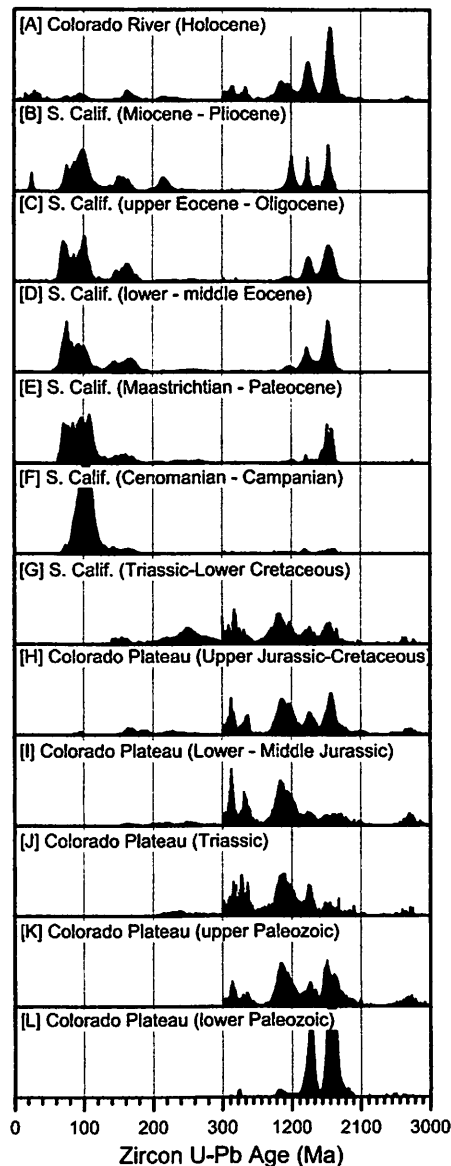 [A] Colorado River (Holocene)
[B] S. Calif. (Miocene - Pliocene)
[C] S. Calif. (upper Eocene - Oligocene)
[D] S. Calif. (lower - middle Eocene)
[E] S. Calif. (Maastrichtian - Paleocene)
[F] S. Calif. (Cenomanian - Campanian)
[G] S. Calif. (Triassic-Lower Cretaceous)
[H] Colorado Plateau (Upper Jurassic-Cretaceous)
[I] Colorado Plateau (Lower - Middle Jurassic)
[J] Colorado Plateau (Triassic)
[K] Colorado Plateau (upper Paleozoic)
[L] Colorado Plateau (lower Paleozoic)
0 100 200 300 1200 2100 3000
Zircon U-Pb Age (Ma)